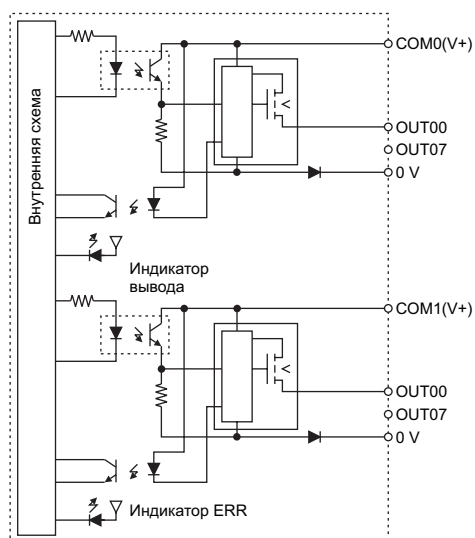 Внутренняя схема
COM0(V+)
OUT00
OUT07
0 V
Индикатор
вывода
COM1(V+)
OUT00
OUT07
0 V
Индикатор ERR